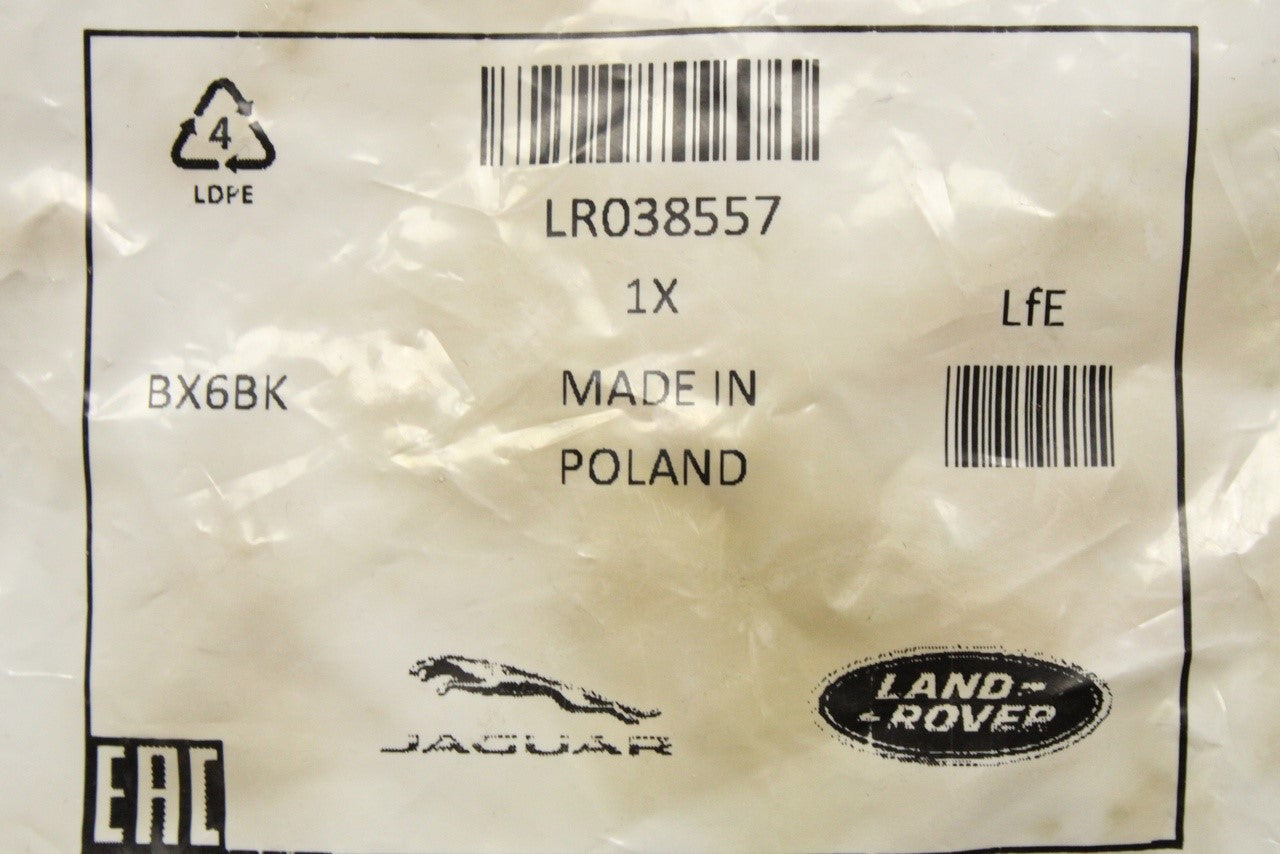 4
LDPE
LR038557
1X
LfE
BX6BK
MADE IN
POLAND
JAGUAR
LAND-
-ROVER
EAC